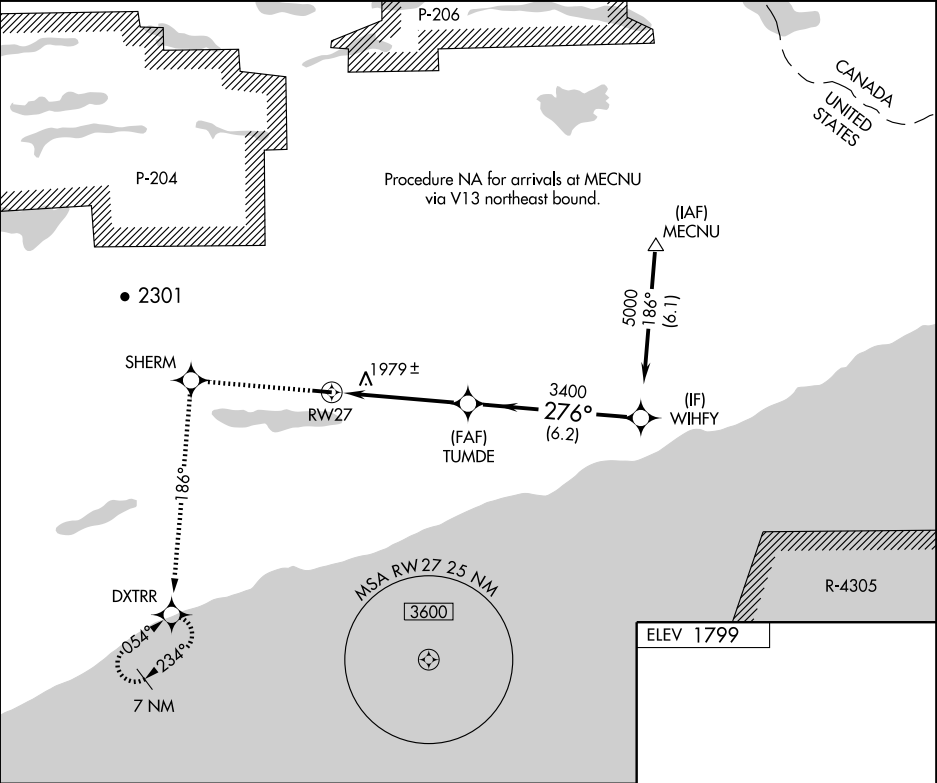 P-206
CANADA
UNITED
STATES
P-204
Procedure NA for arrivals at MECNU
via V13 northeast bound.
(IAF)
MECNU
2301
5000
186°
(6.1)
SHERM
1979 ±
RW27
3400
276°
(6.2)
(IF)
WIHFY
(FAF)
TUMDE
186°
DXTRR
054°
234°
7 NM
MSA RW27 25 NM
3600
R-4305
ELEV 1799